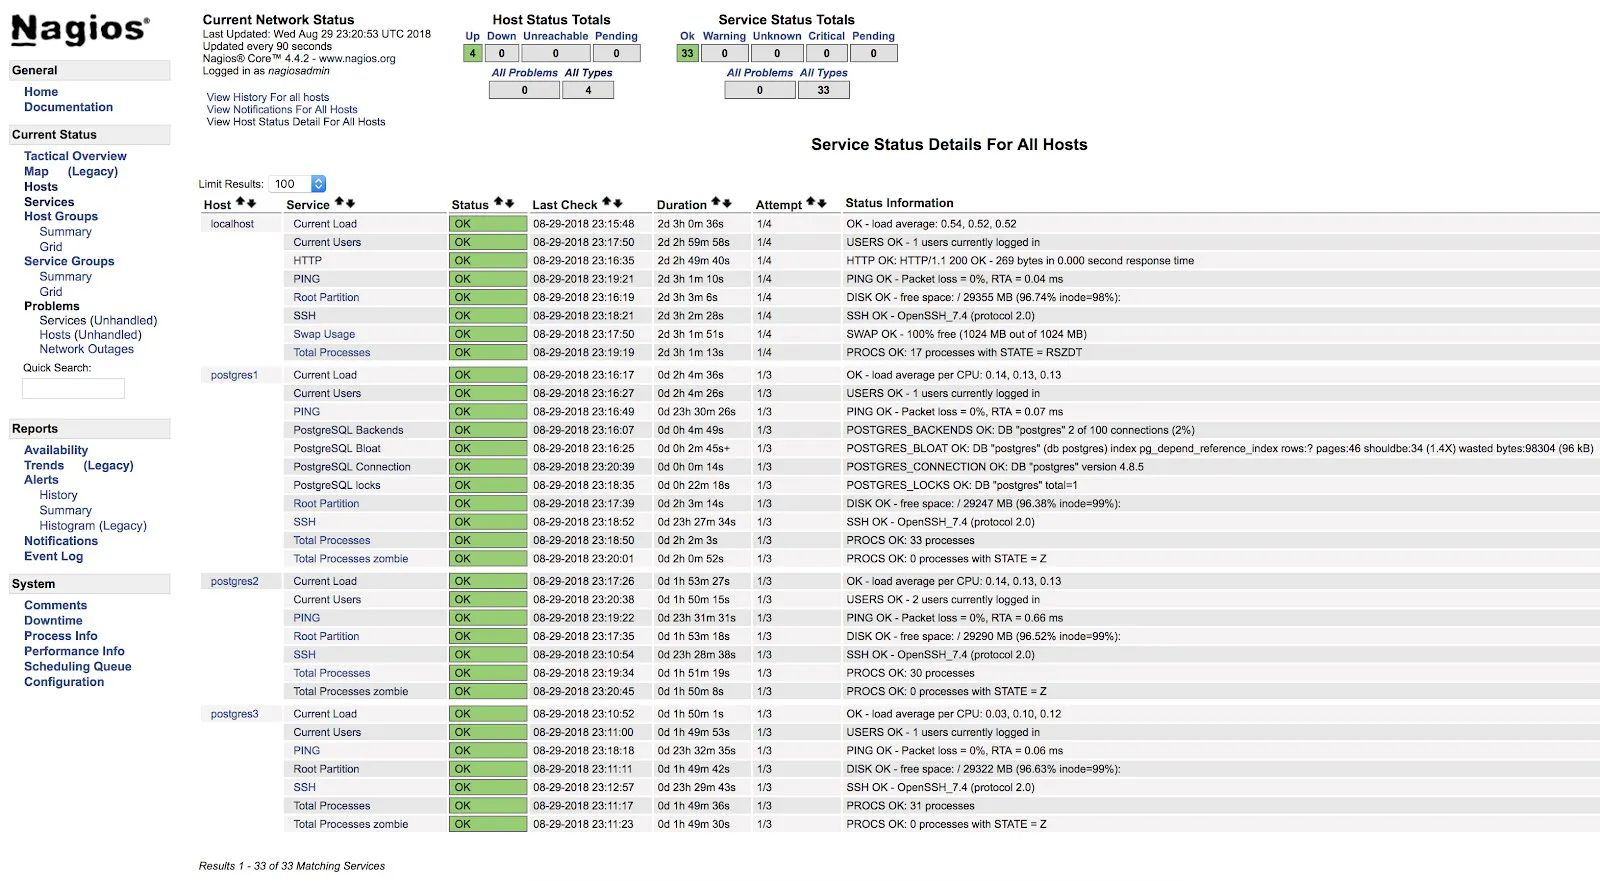 Nagios®
General
Home
Documentation
Current Status
Tactical Overview
Map (Legacy)
Hosts
Services
Host Groups
Summary
Grid
Service Groups
Summary
Grid
Problems
Services (Unhandled)
Hosts (Unhandled)
Network Outages
Quick Search:
Reports
Availability
Trends (Legacy)
Alerts
History
Summary
Histogram (Legacy)
Notifications
Event Log
System
Comments
Downtime
Process Info
Performance Info
Scheduling Queue
Configuration
Current Network Status
Last Updated: Wed Aug 29 23:20:53 UTC 2018
Updated every 90 seconds
Nagios® Core™ 4.4.2 - www.nagios.org
Logged in as nagiosadmin
View History For all hosts
View Notifications For All Hosts
View Host Status Detail For All Hosts
Host Status Totals
Up Down Unreachable Pending
4 0 0 0
All Problems All Types
0 4
Service Status Totals
Ok Warning Unknown Critical Pending
33 0 0 0 0
All Problems All Types
0 33
Service Status Details For All Hosts
Limit Results: 100
Host Service Status Last Check Duration Attempt Status Information
localhost Current Load OK 08-29-2018 23:15:48 2d 3h 0m 36s 1/4 OK - load average: 0.54, 0.52, 0.52
Current Users OK 08-29-2018 23:17:50 2d 2h 59m 58s 1/4 USERS OK - 1 users currently logged in
HTTP OK 08-29-2018 23:16:35 2d 2h 49m 40s 1/4 HTTP OK: HTTP/1.1 200 OK - 269 bytes in 0.000 second response time
PING OK 08-29-2018 23:19:21 2d 3h 1m 10s 1/4 PING OK - Packet loss = 0%, RTA = 0.04 ms
Root Partition OK 08-29-2018 23:16:19 2d 3h 3m 6s 1/4 DISK OK - free space: / 29355 MB (96.74% inode=98%):
SSH OK 08-29-2018 23:18:21 2d 3h 2m 28s 1/4 SSH OK - OpenSSH_7.4 (protocol 2.0)
Swap Usage OK 08-29-2018 23:17:50 2d 3h 1m 51s 1/4 SWAP OK - 100% free (1024 MB out of 1024 MB)
Total Processes OK 08-29-2018 23:19:19 2d 3h 1m 13s 1/4 PROCS OK: 17 processes with STATE = RSZDT
postgres1 Current Load OK 08-29-2018 23:16:17 0d 2h 4m 36s 1/3 OK - load average per CPU: 0.14, 0.13, 0.13
Current Users OK 08-29-2018 23:16:27 0d 2h 4m 26s 1/3 USERS OK - 1 users currently logged in
PING OK 08-29-2018 23:16:49 0d 23h 30m 26s 1/3 PING OK - Packet loss = 0%, RTA = 0.07 ms
PostgreSQL Backends OK 08-29-2018 23:16:07 0d 0h 4m 49s 1/3 POSTGRES_BACKENDS OK: DB "postgres" 2 of 100 connections (2%)
PostgreSQL Bloat OK 08-29-2018 23:16:25 0d 0h 2m 45s+ 1/3 POSTGRES_BLOAT OK: DB "postgres" (db postgres) index pg_depend_reference_index rows:? pages:46 shouldbe:34 (1.4X) wasted bytes:98304 (96 kB)
PostgreSQL Connection OK 08-29-2018 23:20:39 0d 0h 0m 14s 1/3 POSTGRES_CONNECTION OK: DB "postgres" version 4.8.5
PostgreSQL locks OK 08-29-2018 23:18:35 0d 0h 22m 18s 1/3 POSTGRES_LOCKS OK: DB "postgres" total=1
Root Partition OK 08-29-2018 23:17:39 0d 2h 3m 14s 1/3 DISK OK - free space: / 29247 MB (96.38% inode=99%):
SSH OK 08-29-2018 23:18:52 0d 23h 27m 34s 1/3 SSH OK - OpenSSH_7.4 (protocol 2.0)
Total Processes OK 08-29-2018 23:18:50 0d 2h 2m 3s 1/3 PROCS OK: 33 processes
Total Processes zombie OK 08-29-2018 23:20:01 0d 2h 0m 52s 1/3 PROCS OK: 0 processes with STATE = Z
postgres2 Current Load OK 08-29-2018 23:17:26 0d 1h 53m 27s 1/3 OK - load average per CPU: 0.14, 0.13, 0.13
Current Users OK 08-29-2018 23:20:38 0d 1h 50m 15s 1/3 USERS OK - 2 users currently logged in
PING OK 08-29-2018 23:19:22 0d 23h 31m 31s 1/3 PING OK - Packet loss = 0%, RTA = 0.66 ms
Root Partition OK 08-29-2018 23:17:35 0d 1h 53m 18s 1/3 DISK OK - free space: / 29290 MB (96.52% inode=99%):
SSH OK 08-29-2018 23:10:54 0d 23h 28m 38s 1/3 SSH OK - OpenSSH_7.4 (protocol 2.0)
Total Processes OK 08-29-2018 23:19:34 0d 1h 51m 19s 1/3 PROCS OK: 30 processes
Total Processes zombie OK 08-29-2018 23:20:45 0d 1h 50m 8s 1/3 PROCS OK: 0 processes with STATE = Z
postgres3 Current Load OK 08-29-2018 23:10:52 0d 1h 50m 1s 1/3 OK - load average per CPU: 0.03, 0.10, 0.12
Current Users OK 08-29-2018 23:11:00 0d 1h 49m 53s 1/3 USERS OK - 1 users currently logged in
PING OK 08-29-2018 23:18:18 0d 23h 32m 35s 1/3 PING OK - Packet loss = 0%, RTA = 0.06 ms
Root Partition OK 08-29-2018 23:11:11 0d 1h 49m 42s 1/3 DISK OK - free space: / 29322 MB (96.63% inode=99%):
SSH OK 08-29-2018 23:12:57 0d 23h 29m 43s 1/3 SSH OK - OpenSSH_7.4 (protocol 2.0)
Total Processes OK 08-29-2018 23:11:17 0d 1h 49m 36s 1/3 PROCS OK: 31 processes
Total Processes zombie OK 08-29-2018 23:11:23 0d 1h 49m 30s 1/3 PROCS OK: 0 processes with STATE = Z
Results 1 - 33 of 33 Matching Services